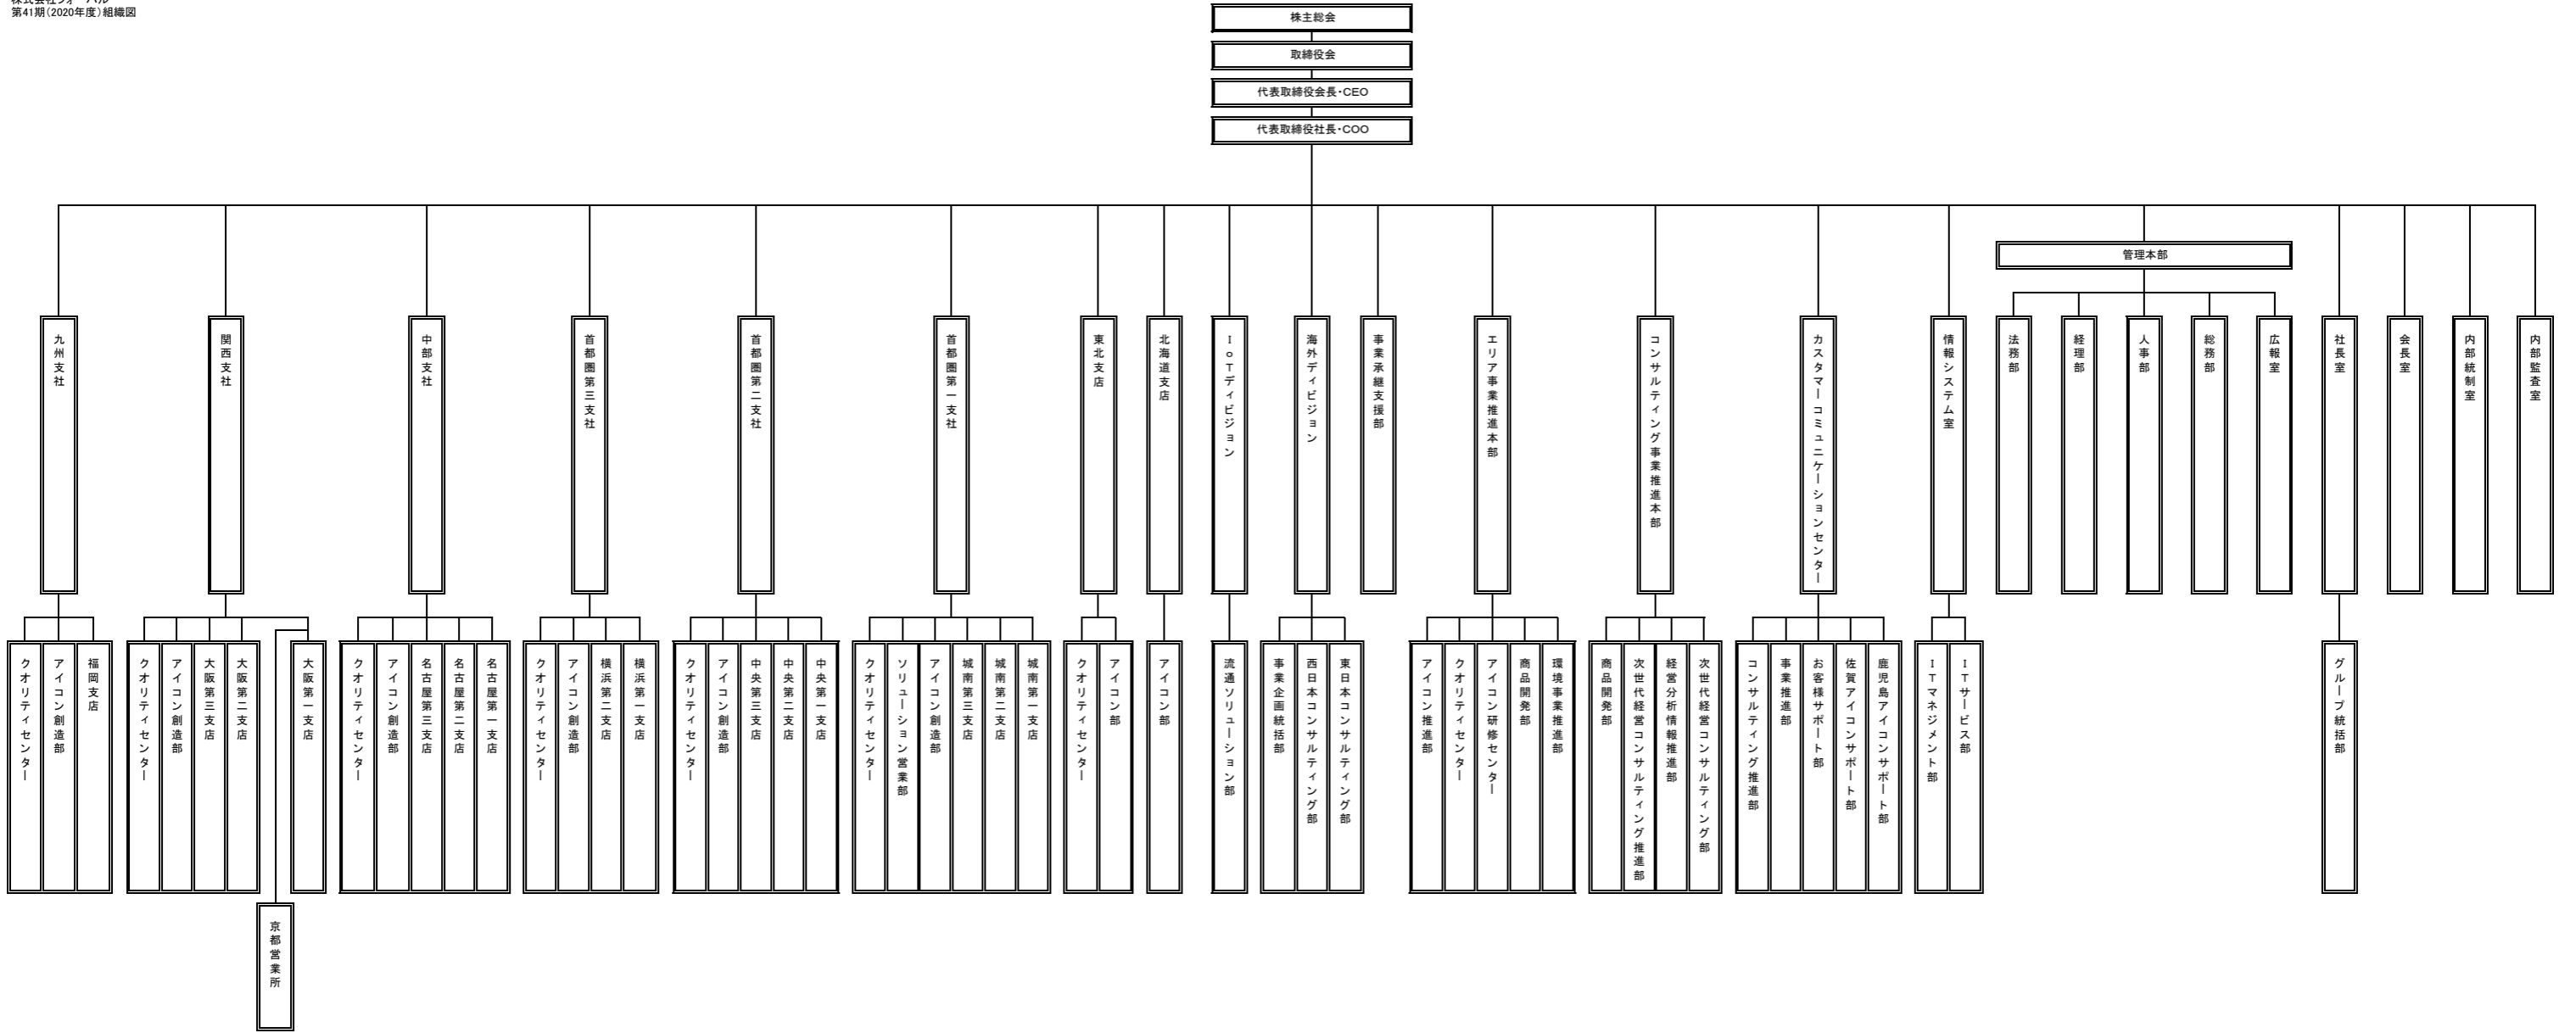 第41期(2020年度)組織図
株主総会
取締役会
代表取締役会長・CEO
代表取締役社長・COO
管理本部
九州支社
関西支社
中部支社
首都圏第三支社
首都圏第二支社
首都圏第一支社
東北支店
北海道支店
IoTディビジョン
海外ディビジョン
事業承継支援部
エリア事業推進本部
コンサルティング事業推進本部
カスタマーコミュニケーションセンター
情報システム室
法務部
経理部
人事部
総務部
広報室
社長室
会長室
内部統制室
内部監査室
クオリティセンター
アイコン創造部
福岡支店
クオリティセンター
アイコン創造部
大阪第三支店
大阪第二支店
大阪第一支店
クオリティセンター
アイコン創造部
名古屋第三支店
名古屋第二支店
名古屋第一支店
クオリティセンター
アイコン創造部
横浜第二支店
横浜第一支店
クオリティセンター
アイコン創造部
中央第三支店
中央第二支店
中央第一支店
クオリティセンター
ソリューション営業部
アイコン創造部
城南第三支店
城南第二支店
城南第一支店
クオリティセンター
アイコン部
アイコン部
流通ソリューション部
事業企画統括部
西日本コンサルティング部
東日本コンサルティング部
アイコン推進部
クオリティセンター
アイコン研修センター
商品開発部
環境事業推進部
商品開発部
次世代経営コンサルティング推進部
経営分析情報推進部
次世代経営コンサルティング部
コンサルティング推進部
事業推進部
お客様サポート部
佐賀アイコンサポート部
鹿児島アイコンサポート部
ITマネジメント部
ITサービス部
グループ統括部
京都営業所